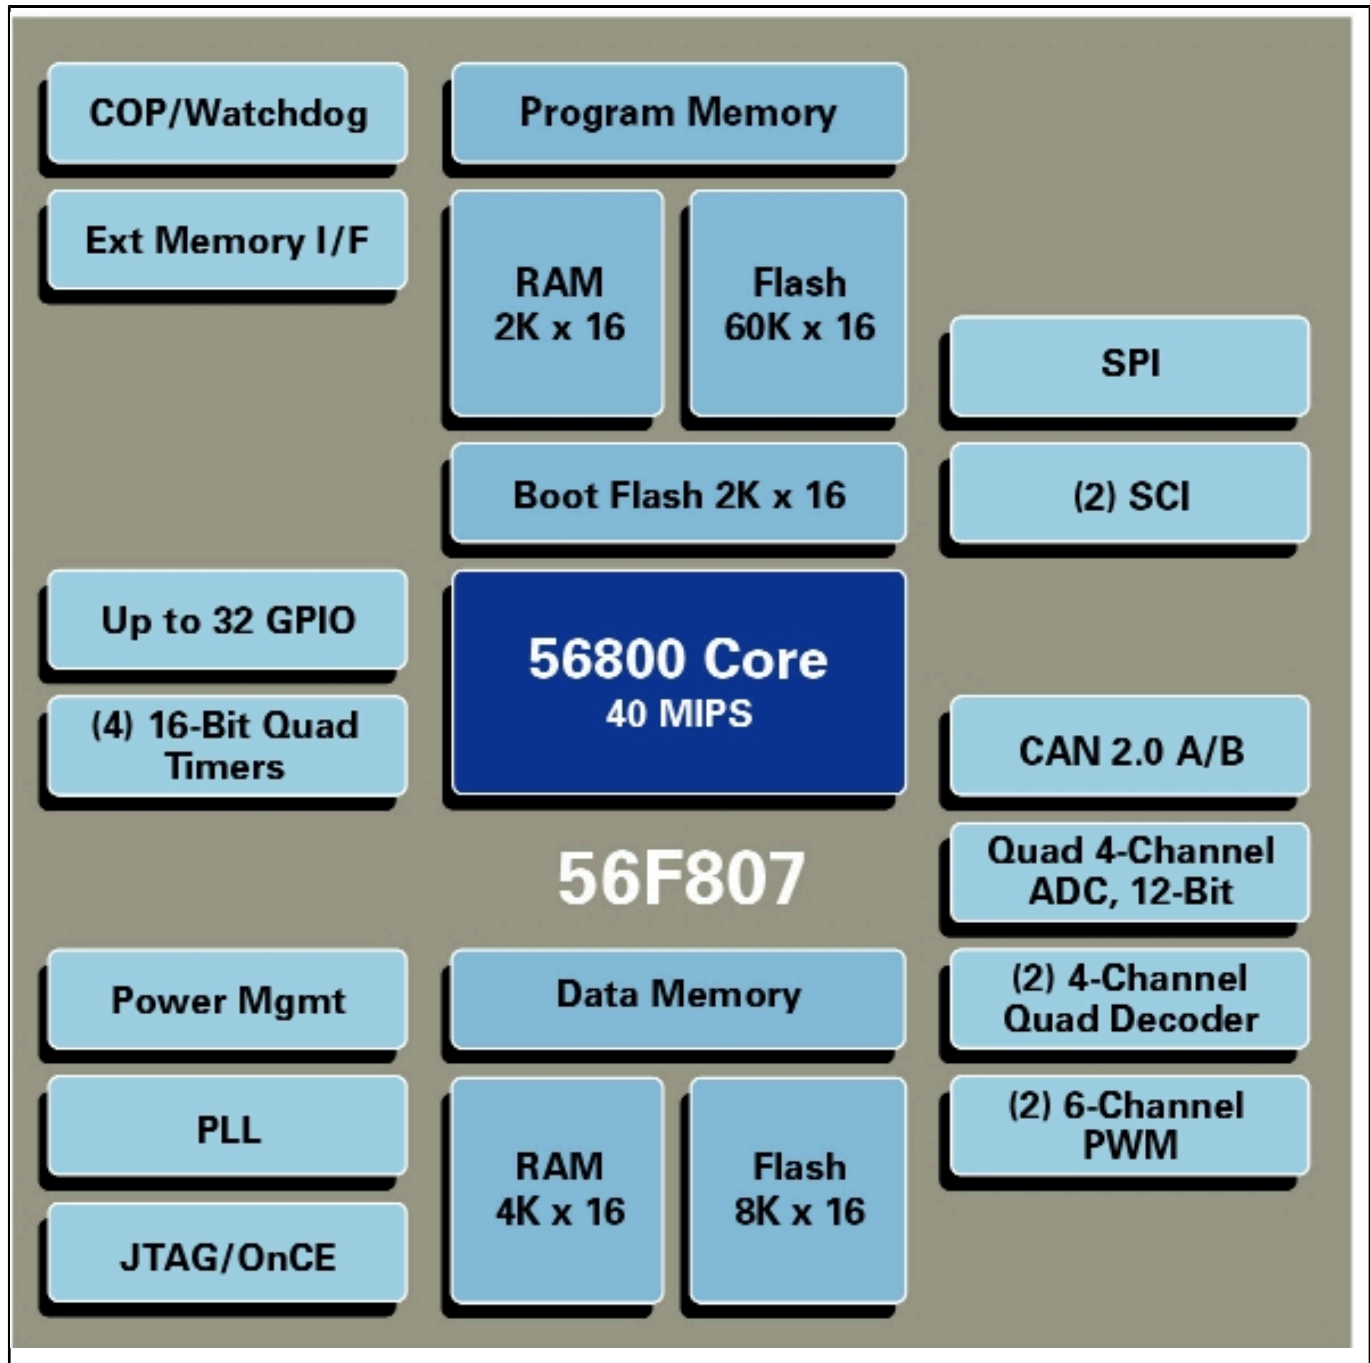 COP/Watchdog
Ext Memory I/F
Program Memory
RAM
2K x 16
Flash
60K x 16
Boot Flash 2K x 16
SPI
(2) SCI
Up to 32 GPIO
(4) 16-Bit Quad
Timers
56800 Core
40 MIPS
56F807
CAN 2.0 A/B
Quad 4-Channel
ADC, 12-Bit
(2) 4-Channel
Quad Decoder
(2) 6-Channel
PWM
Power Mgmt
PLL
JTAG/OnCE
Data Memory
RAM
4K x 16
Flash
8K x 16